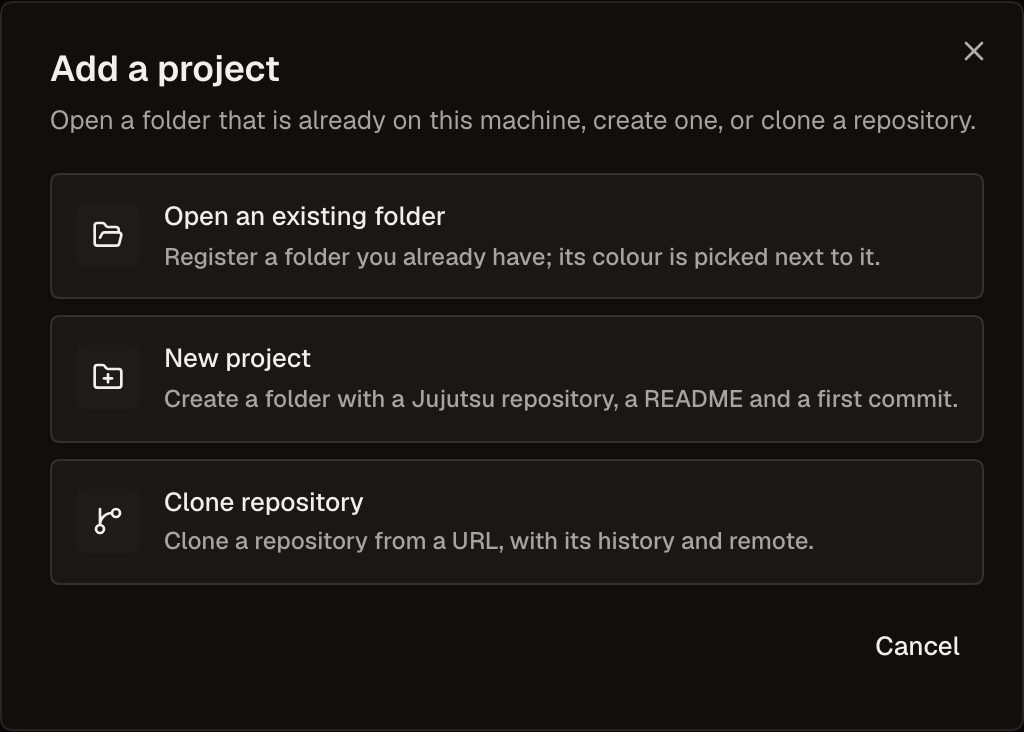 Add a project
Open a folder that is already on this machine, create one, or clone a repository.
Open an existing folder
Register a folder you already have; its colour is picked next to it.
New project
Create a folder with a Jujutsu repository, a README and a first commit.
Clone repository
Clone a repository from a URL, with its history and remote.
Cancel